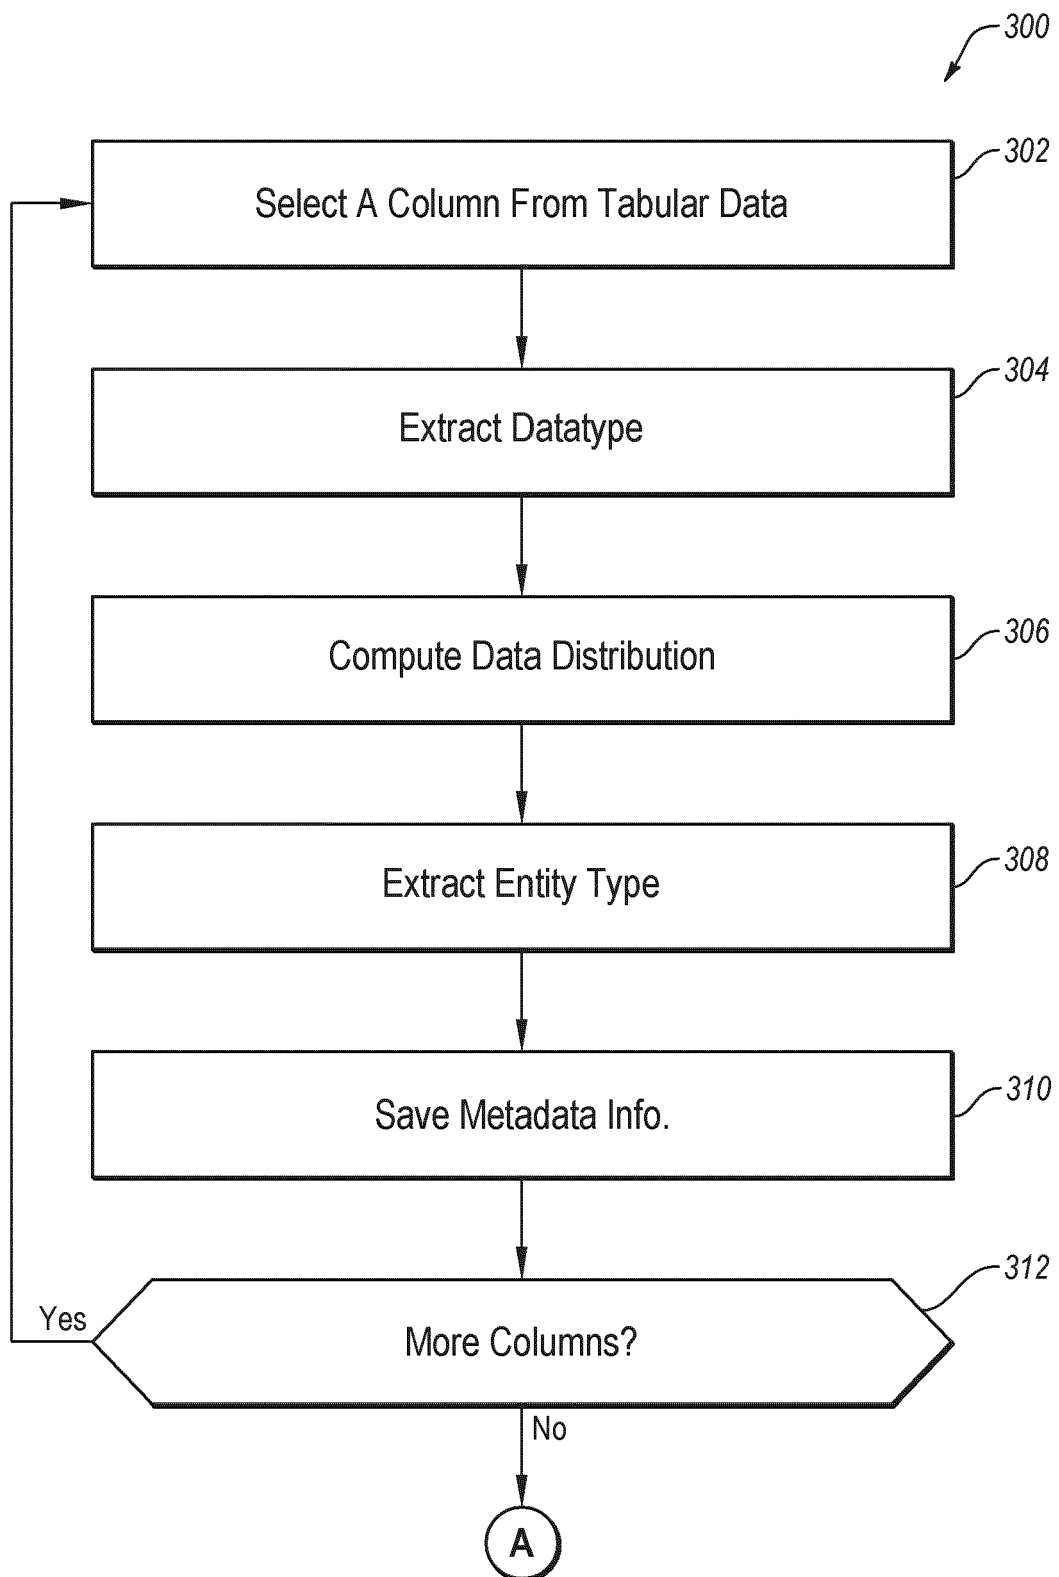 300
302
Select A Column From Tabular Data
304
Extract Datatype
306
Compute Data Distribution
308
Extract Entity Type
310
Save Metadata Info.
312
Yes
More Columns?
No
A